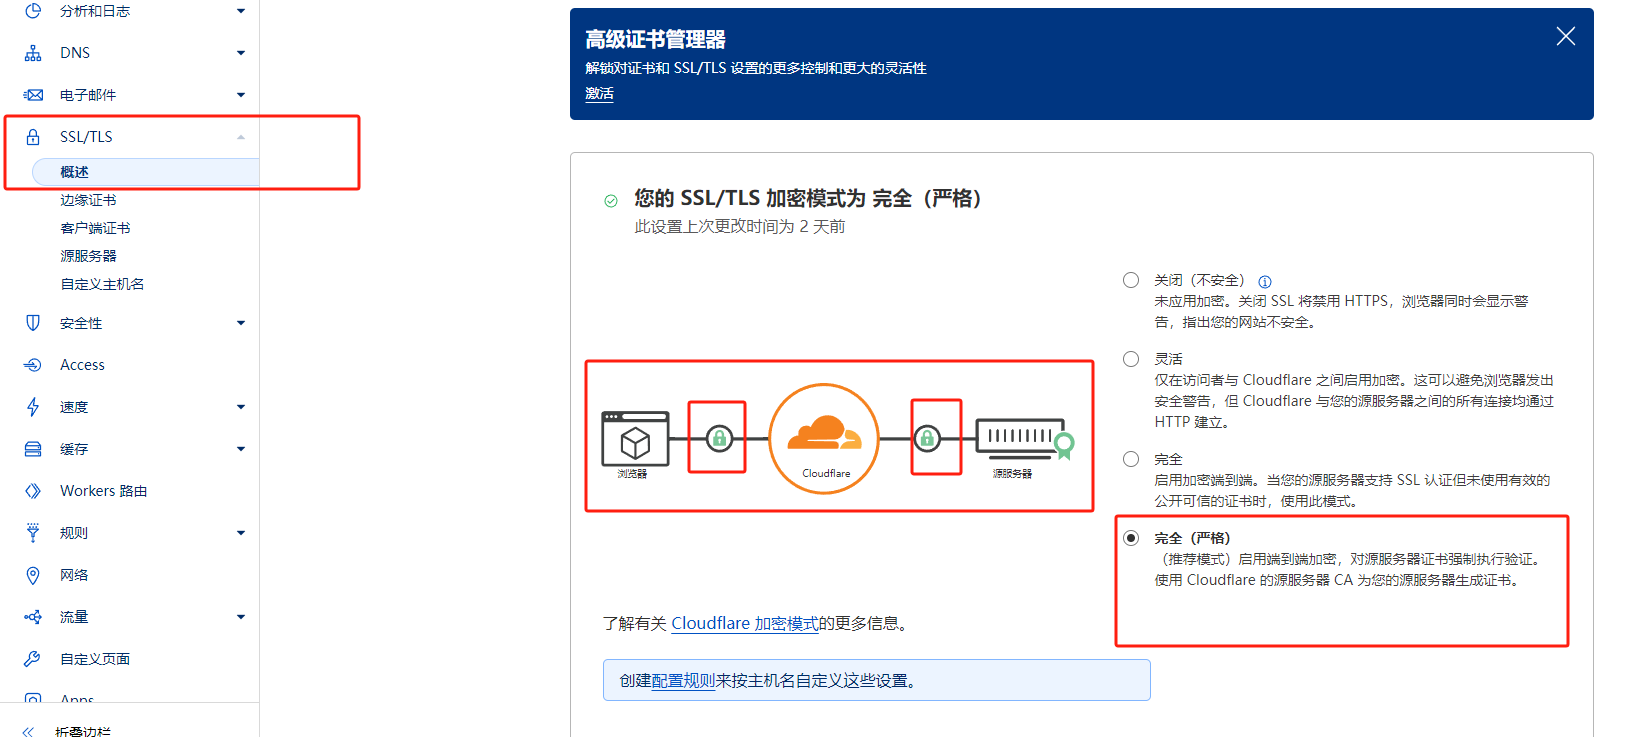 分析和日志
DNS
电子邮件
SSL/TLS
概述
边缘证书
客户端证书
源服务器
自定义主机名
安全性
Access
速度
缓存
Workers 路由
规则
网络
流量
自定义页面
Apps
折叠边栏
高级证书管理器
解锁对证书和 SSL/TLS 设置的更多控制和更大的灵活性
激活
您的 SSL/TLS 加密模式为 完全（严格）
此设置上次更改时间为 2 天前
浏览器
Cloudflare
源服务器
关闭（不安全）
未应用加密。关闭 SSL 将禁用 HTTPS，浏览器同时会显示警
告，指出您的网站不安全。
灵活
仅在访问者与 Cloudflare 之间启用加密。这可以避免浏览器发出
安全警告，但 Cloudflare 与您的源服务器之间的所有连接均通过
HTTP 建立。
完全
启用加密端到端。当您的源服务器支持 SSL 认证但未使用有效的
公开可信的证书时，使用此模式。
完全（严格）
（推荐模式）启用端到端加密，对源服务器证书强制执行验证。
使用 Cloudflare 的源服务器 CA 为您的源服务器生成证书。
了解有关 Cloudflare 加密模式的更多信息。
创建配置规则来按主机名自定义这些设置。